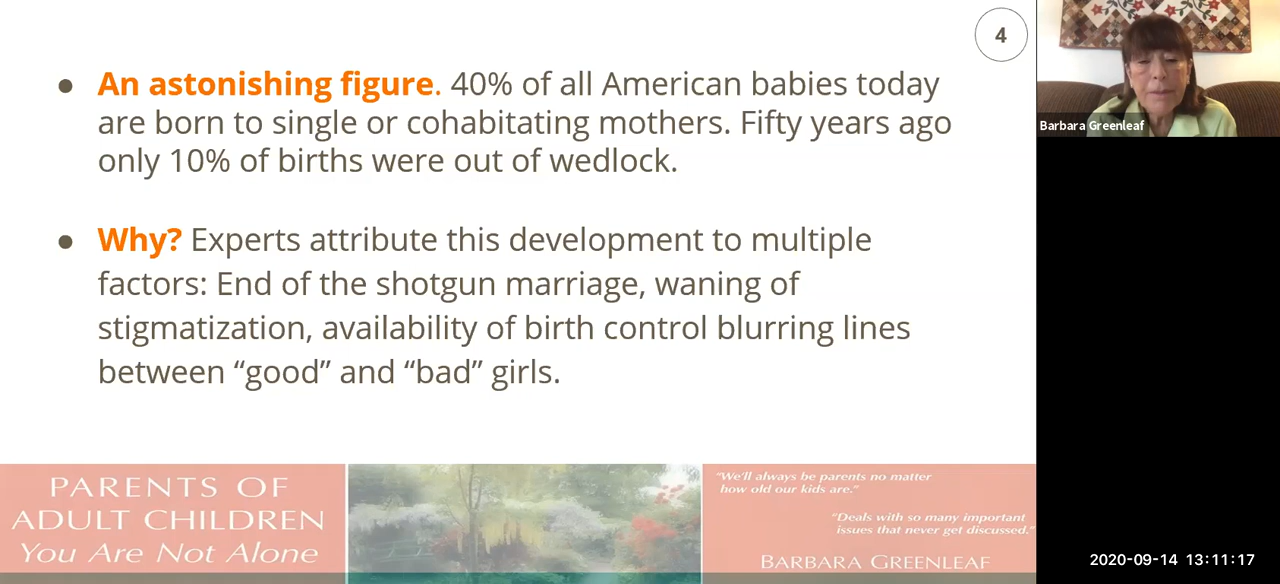 4
● An astonishing figure. 40% of all American babies today
are born to single or cohabitating mothers. Fifty years ago
only 10% of births were out of wedlock.
● Why? Experts attribute this development to multiple
factors: End of the shotgun marriage, waning of
stigmatization, availability of birth control blurring lines
between “good” and “bad” girls.
PARENTS OF
ADULT CHILDREN
You Are Not Alone
“We’ll always be parents no matter
how old our kids are.”
“Deals with so many important
issues that never get discussed.”
BARBARA GREENLEAF
Barbara Greenleaf
2020-09-14 13:11:17